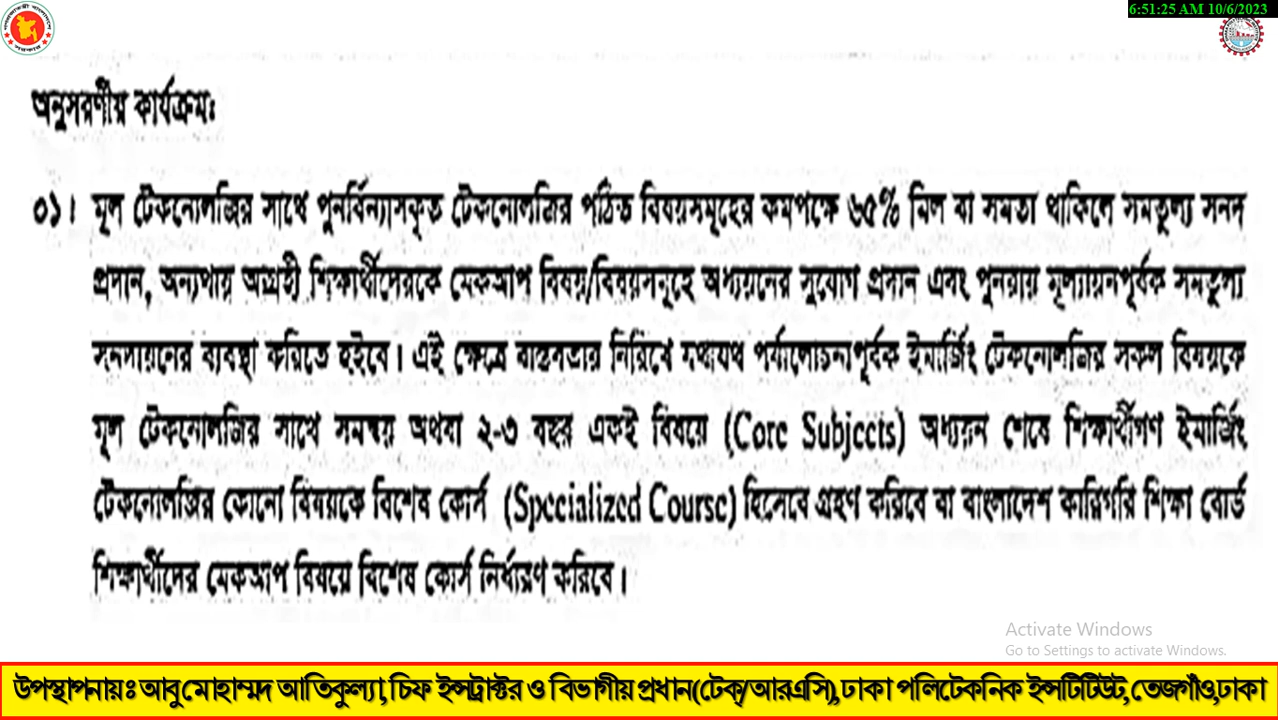 6:51:25 AM 10/6/2023
অনুসরণীয় কার্যক্রমঃ
০১। মূল টেকনোলজির সাথে পুনর্বিন্যাসকৃত টেকনোলজির পঠিত বিষয়সমূহের কমপক্ষে ৬৫% মিল বা সমতা থাকিলে সমতুল্য সনদ
প্রদান, অন্যথায় আগ্রহী শিক্ষার্থীদেরকে মেকআপ বিষয়/বিষয়সমূহে অধ্যয়নের সুযোগ প্রদান এবং পুনরায় মূল্যায়নপূর্বক সমতুল্য
সনদায়নের ব্যবস্থা করিতে হইবে। এই ক্ষেত্রে বাস্তবতার নিরিখে যথাযথ পর্যালোচনাপূর্বক ইমার্জিং টেকনোলজির সকল বিষয়কে
মূল টেকনোলজির সাথে সমন্বয় অথবা ২-৩ বছর একই বিষয়ে (Core Subjects) অধ্যয়ন শেষে শিক্ষার্থীগণ ইমার্জিং
টেকনোলজির কোনো বিষয়কে বিশেষ কোর্স (Specialized Course) হিসেবে গ্রহণ করিবে বা বাংলাদেশ কারিগরি শিক্ষা বোর্ড
শিক্ষার্থীদের মেকআপ বিষয়ে বিশেষ কোর্স নির্ধারণ করিবে।
Activate Windows
Go to Settings to activate Windows.
উপস্থাপনায়ঃ আবু মোহাম্মদ আতিকুল্যা, চিফ ইন্সট্রাক্টর ও বিভাগীয় প্রধান(টেক/আরএসি), ঢাকা পলিটেকনিক ইন্সটিটিউট, তেজগাঁও,ঢাকা